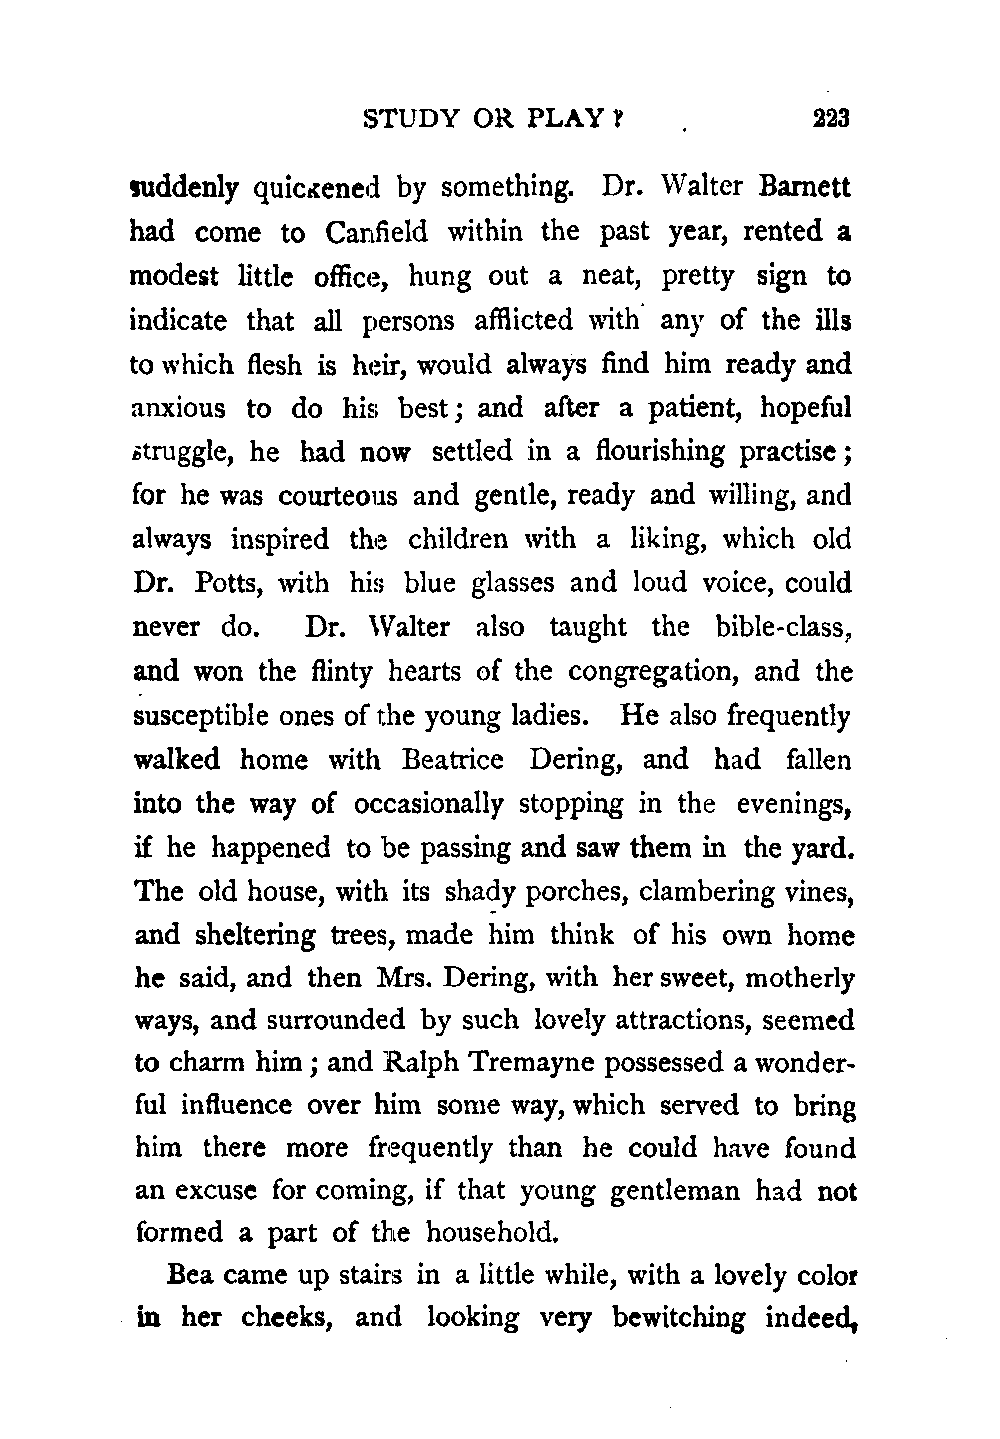 STUDY OR PLAY? 223
suddenly quickened by something. Dr. Walter Barnett
had come to Canfield within the past year, rented a
modest little office, hung out a neat, pretty sign to
indicate that all persons afflicted with any of the ills
to which flesh is heir, would always find him ready and
anxious to do his best; and after a patient, hopeful
struggle, he had now settled in a flourishing practise;
for he was courteous and gentle, ready and willing, and
always inspired the children with a liking, which old
Dr. Potts, with his blue glasses and loud voice, could
never do. Dr. Walter also taught the bible-class,
and won the flinty hearts of the congregation, and the
susceptible ones of the young ladies. He also frequently
walked home with Beatrice Dering, and had fallen
into the way of occasionally stopping in the evenings,
if he happened to be passing and saw them in the yard.
The old house, with its shady porches, clambering vines,
and sheltering trees, made him think of his own home
he said, and then Mrs. Dering, with her sweet, motherly
ways, and surrounded by such lovely attractions, seemed
to charm him; and Ralph Tremayne possessed a wonder-
ful influence over him some way, which served to bring
him there more frequently than he could have found
an excuse for coming, if that young gentleman had not
formed a part of the household.
Bea came up stairs in a little while, with a lovely color
in her cheeks, and looking very bewitching indeed,